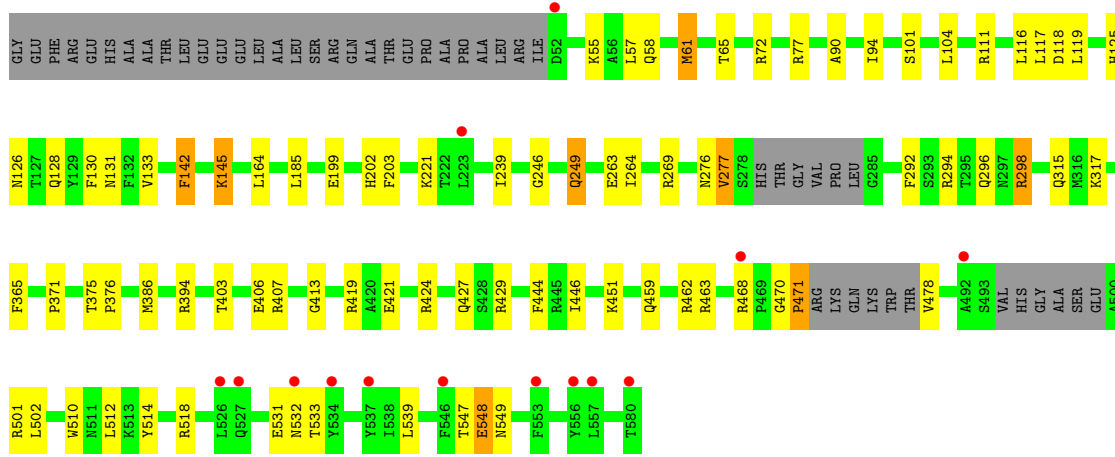 GLY GLU PHE ARG GLU HIS ALA ALA THR LEU GLU GLU GLU LEU ALA LEU SER ARG GLN ALA THR GLU PRO ALA PRO ALA LEU ARG ILE D52 K55 A56 L57 Q58 M61 T65 R72 R77 A90 I94 S101 L104 R111 L116 L117 D118 L119
N126 T127 Q128 Y129 F130 N131 F132 V133 F142 K145 L164 L185 E199 H202 F203 K221 T222 L223 I239 G246 Q249 E263 I264 R269 N276 V277 S278 HIS THR GLY VAL PRO LEU G285 F292 S293 R294 T295 Q296 N297 R298 Q315 M316 K317
F365 P371 T375 P376 M386 R394 T403 E406 R407 G413 R419 A420 E421 R424 Q427 S428 R429 F444 R445 I446 K451 Q459 R462 R463 R468 P469 G470 P471 ARG LYS GLN LYS TRP THR V478 A492 S493 VAL HIS GLY ALA SER GLU
R501 L502 W510 N511 L512 K513 Y514 R518 L526 Q527 E531 N532 T533 Y534 Y537 I538 L539 F546 T547 E548 N549 F553 Y556 L557 T580